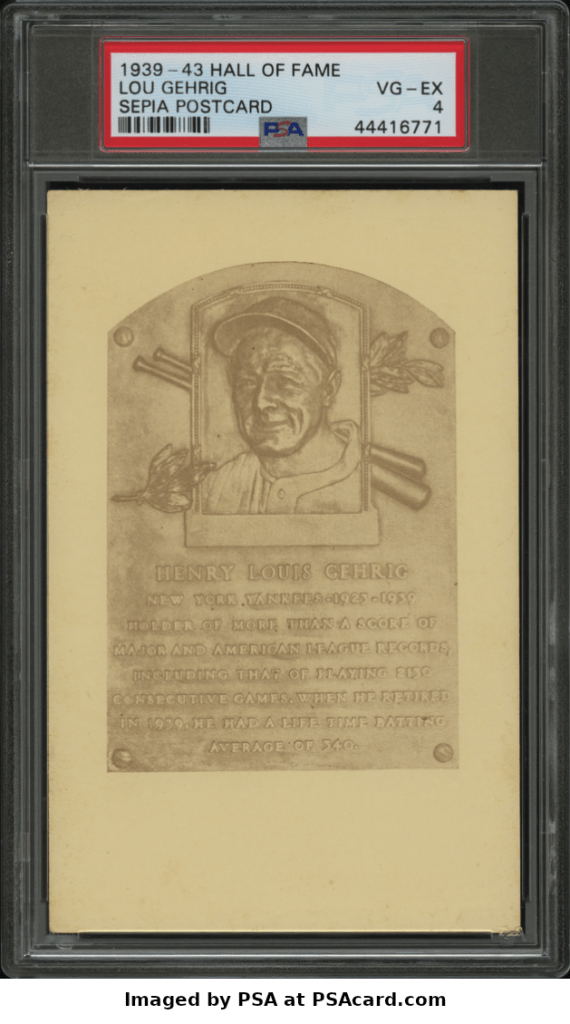 1939-43 HALL OF FAME
LOU GEHRIG VG-EX
SEPIA POSTCARD 4
PSA 44416771
HENRY LOUIS GEHRIG
NEW YORK YANKEES·1923-1939
HOLDER OF MORE THAN A SCORE OF
MAJOR AND AMERICAN LEAGUE RECORDS,
INCLUDING THAT OF PLAYING 2130
CONSECUTIVE GAMES. WHEN HE RETIRED
IN 1939, HE HAD A LIFE TIME BATTING
AVERAGE OF 340.
Imaged by PSA at PSAcard.com